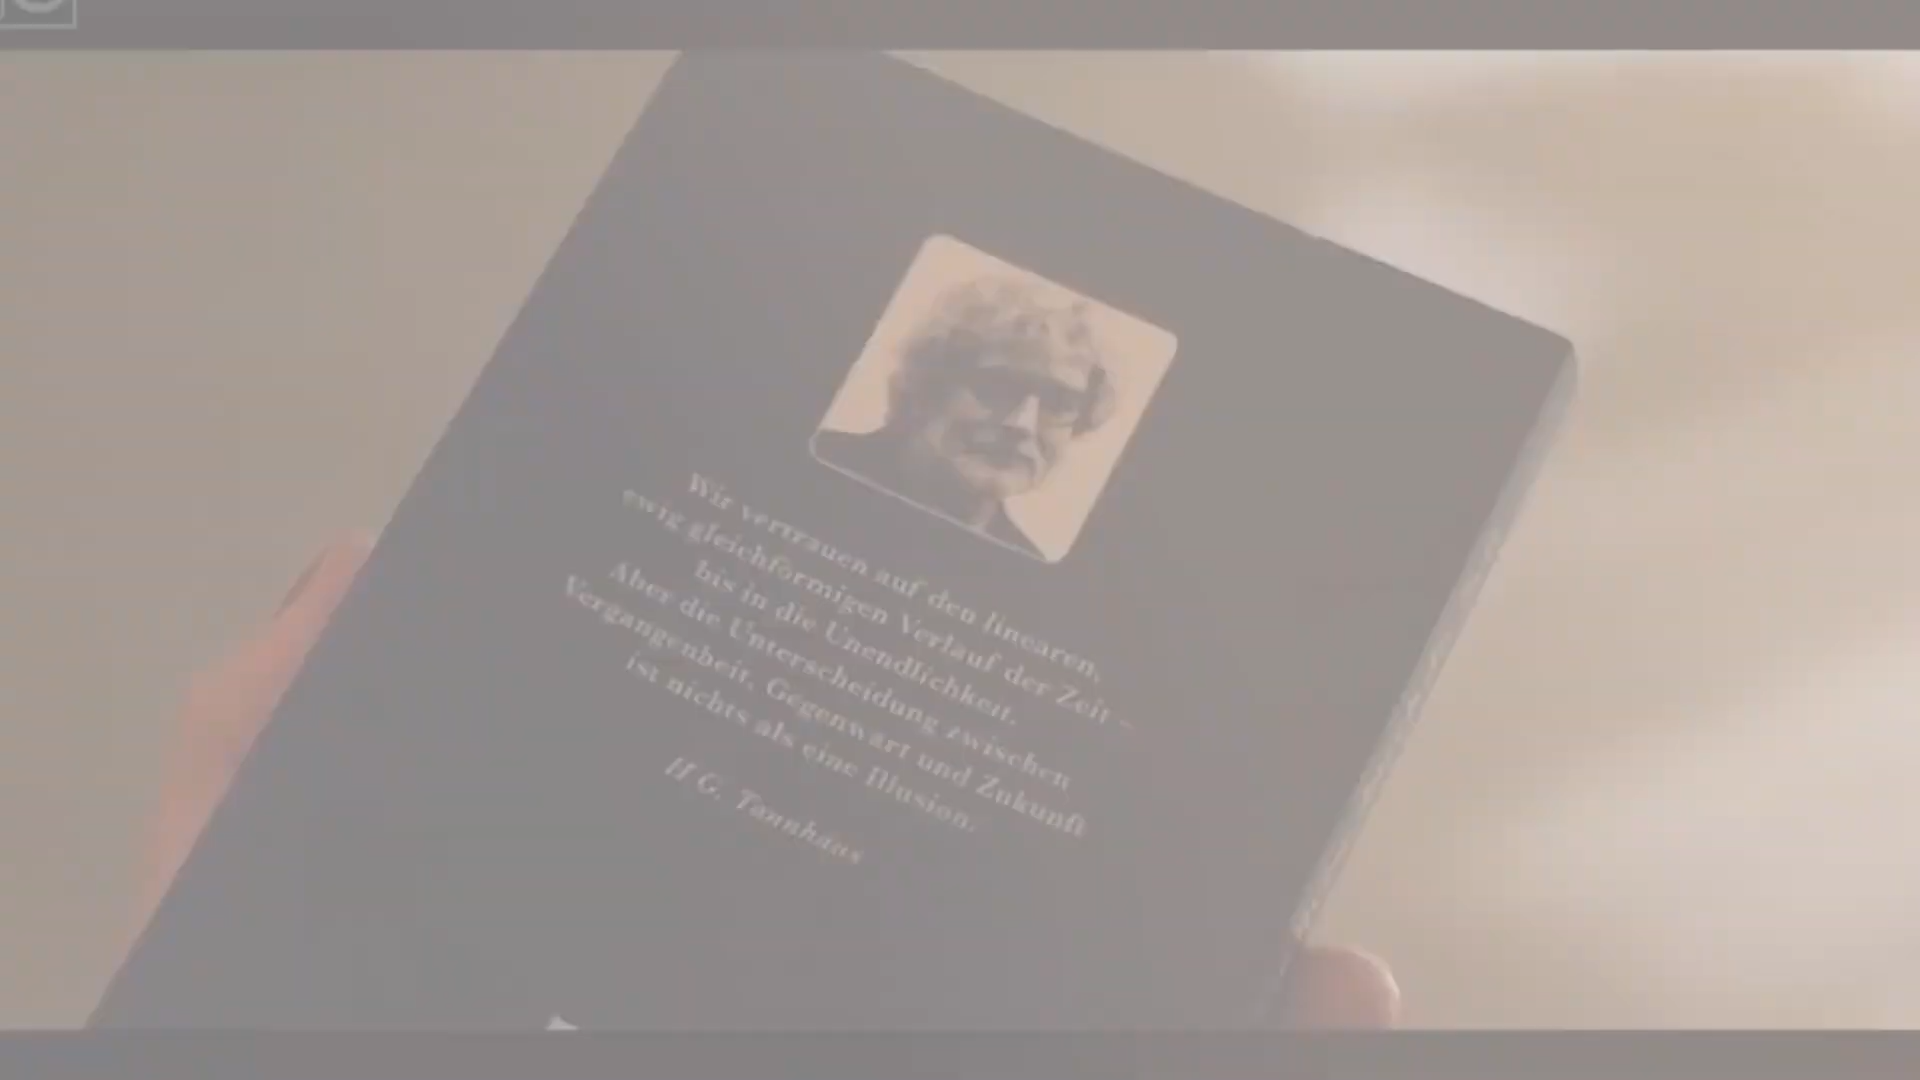 Wir vertrauen auf den linearen,
ewig gleichförmigen Verlauf der Zeit –
bis in die Unendlichkeit.
Aber die Unterscheidung zwischen
Vergangenheit, Gegenwart und Zukunft
ist nichts als eine Illusion.
H G. Tannhaus